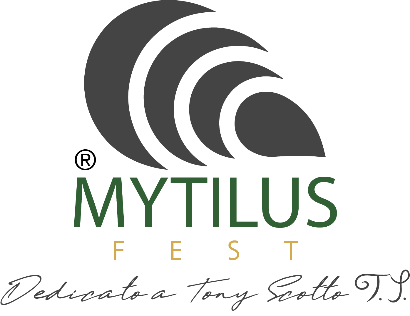 ®
MYTILUS
FEST
Dedicato a Tony Scotto T.S.